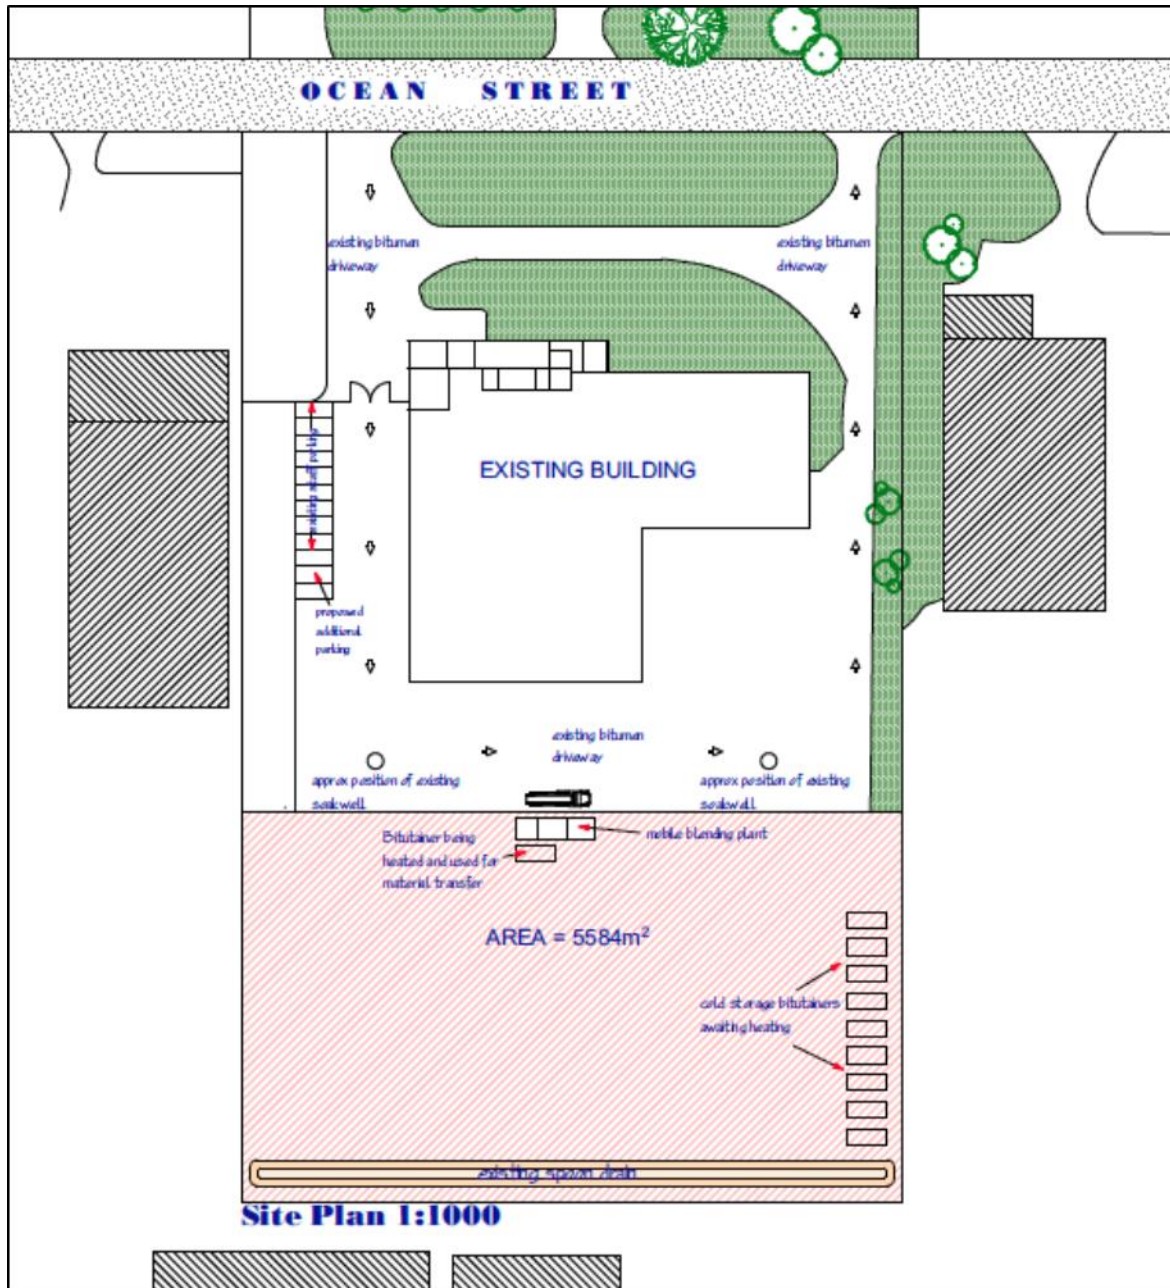 OCEAN STREET
existing bitumen
driveway
existing bitumen
driveway
existing staff parking
EXISTING BUILDING
proposed
additional
parking
existing bitumen
driveway
approx position of existing
soakwell
approx position of existing
soakwell
Bitutainer being
heated and used for
material transfer
mobile blending plant
AREA = 5584m²
cold storage bitutainers
awaiting heating
existing spoon drain
Site Plan 1:1000